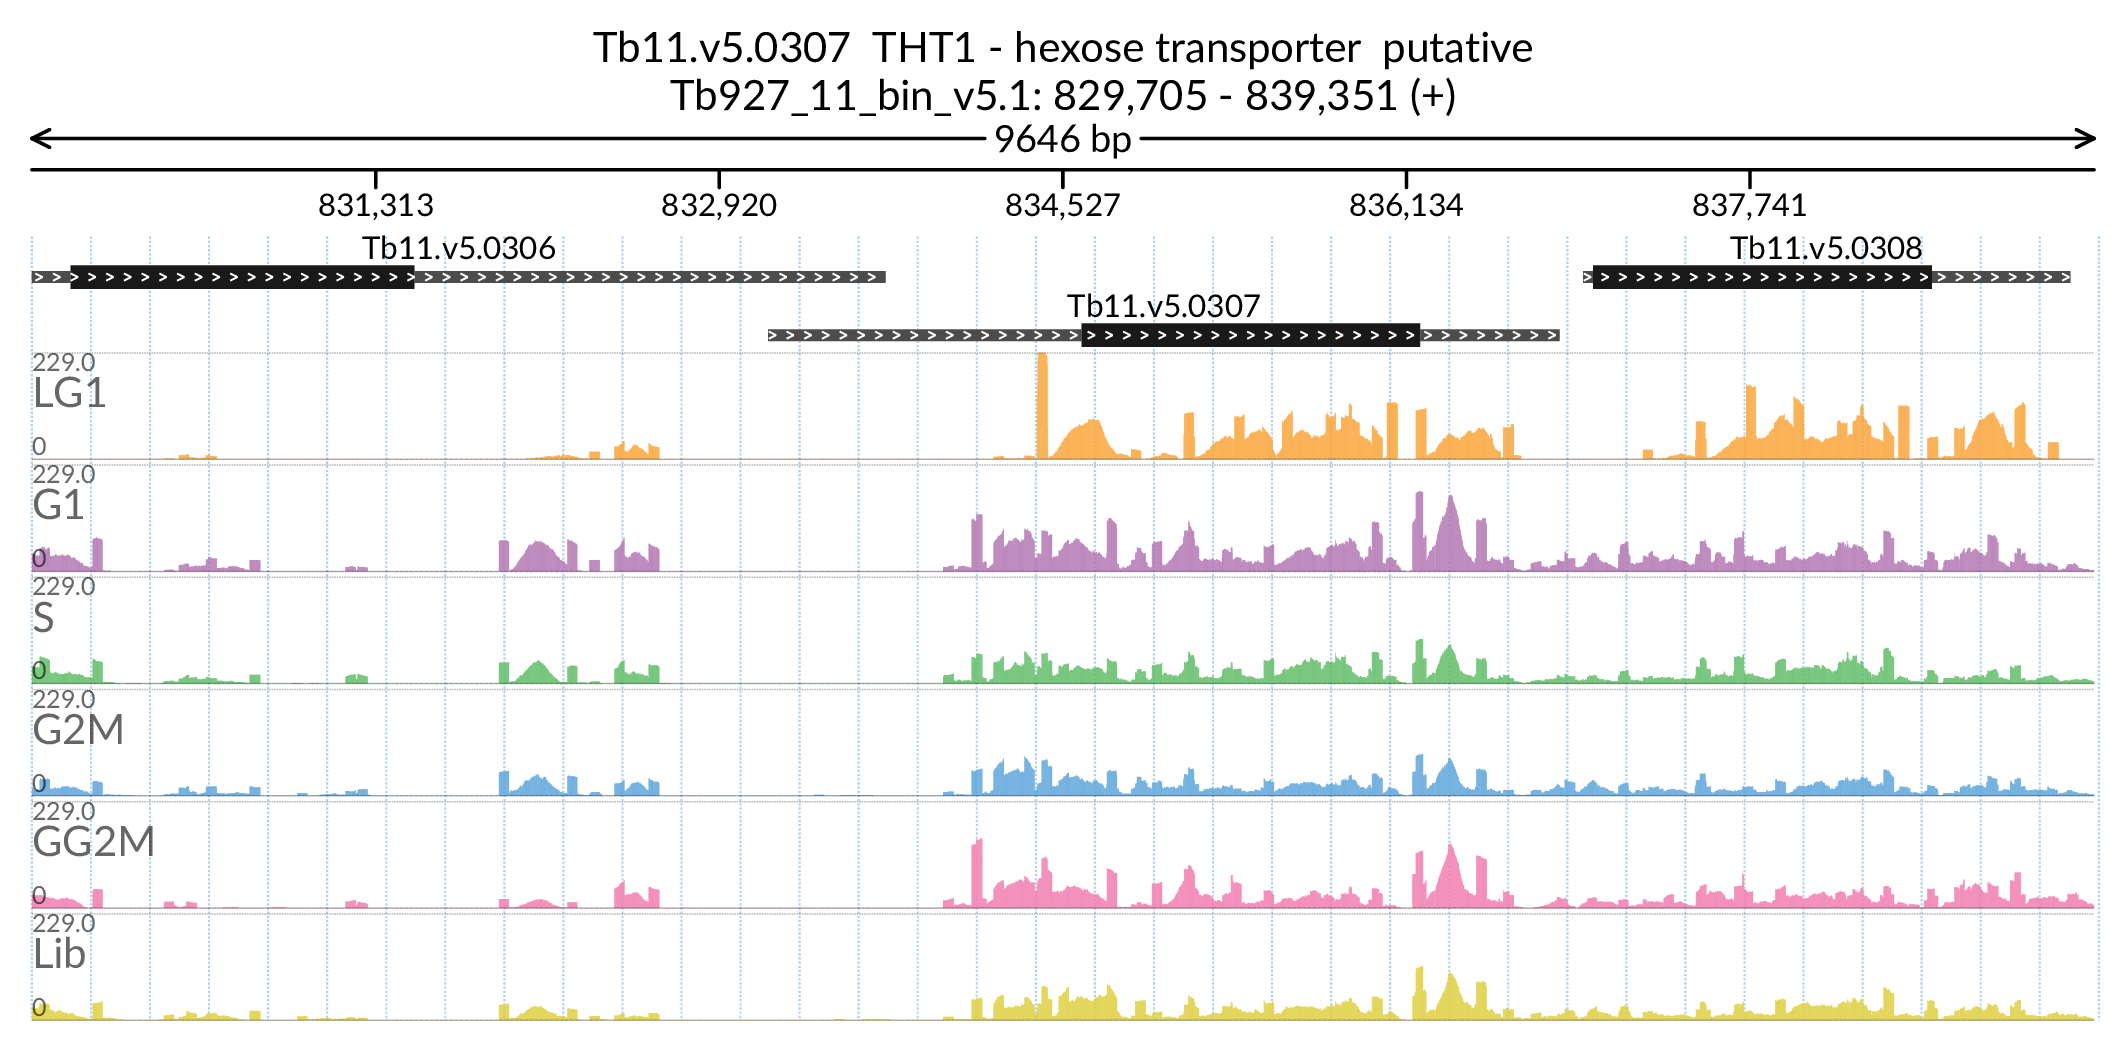 Tb11.v5.0307  THT1 - hexose transporter  putative
Tb927_11_bin_v5.1: 829,705 - 839,351 (+)
9646 bp
831,313 832,920 834,527 836,134 837,741
Tb11.v5.0306 Tb11.v5.0308
Tb11.v5.0307
229.0
LG1
0
229.0
G1
0
229.0
S
0
229.0
G2M
0
229.0
GG2M
0
229.0
Lib
0